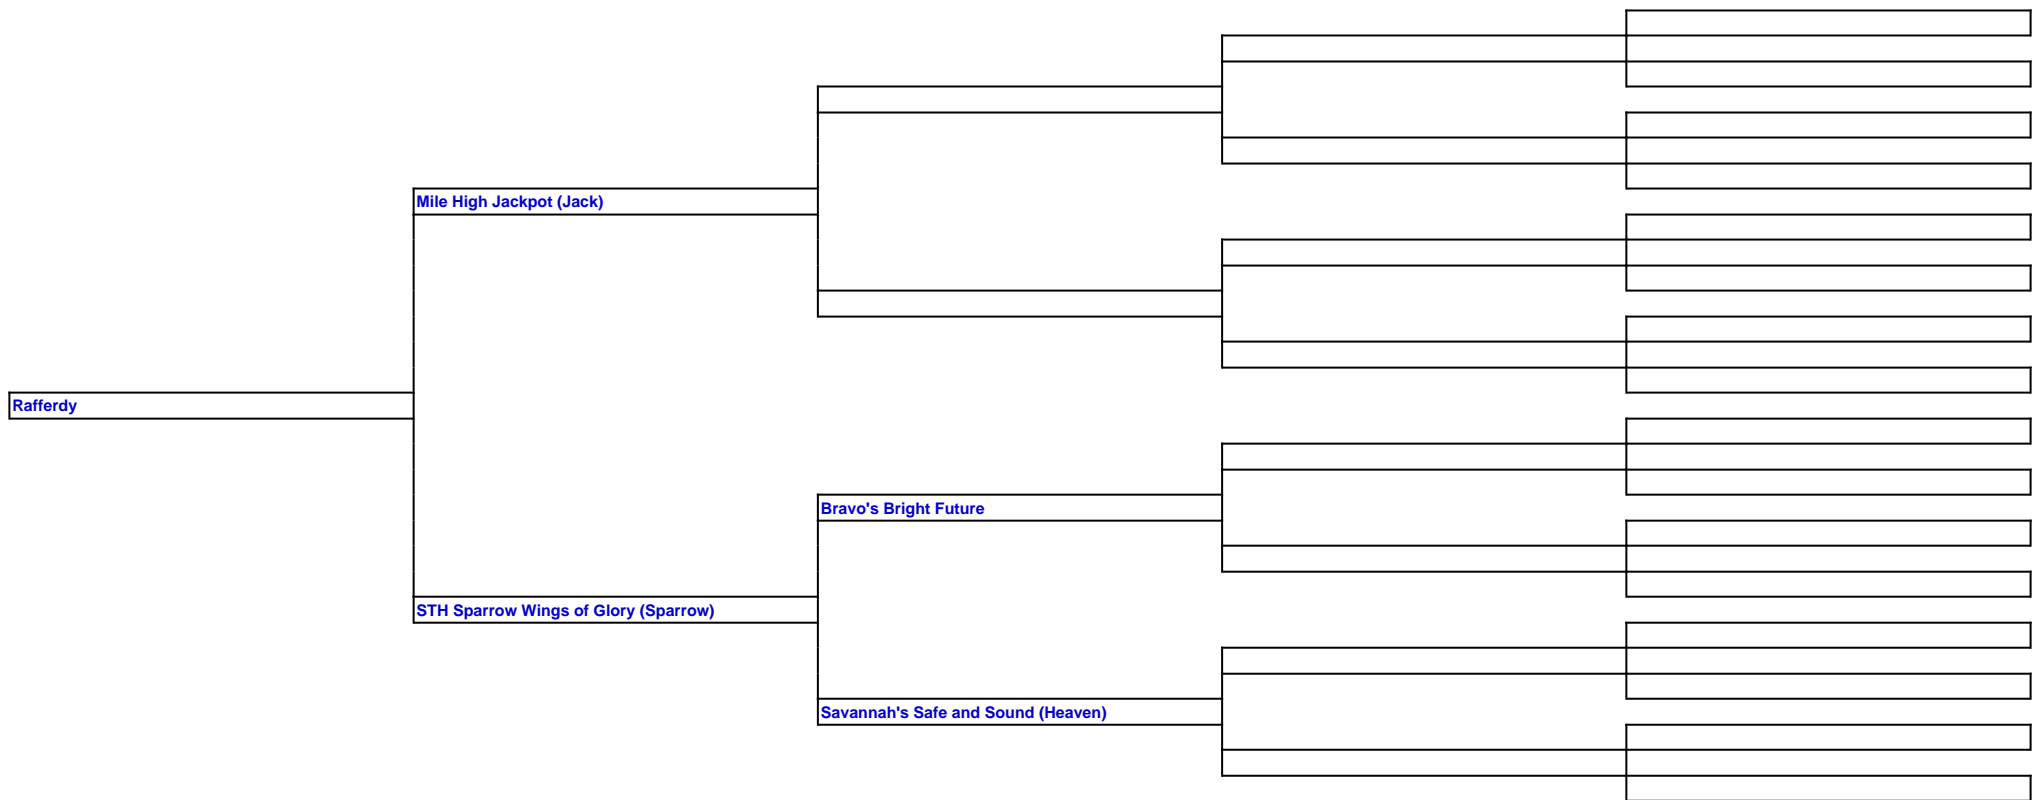 Mile High Jackpot (Jack)
Rafferdy
Bravo's Bright Future
STH Sparrow Wings of Glory (Sparrow)
Savannah's Safe and Sound (Heaven)